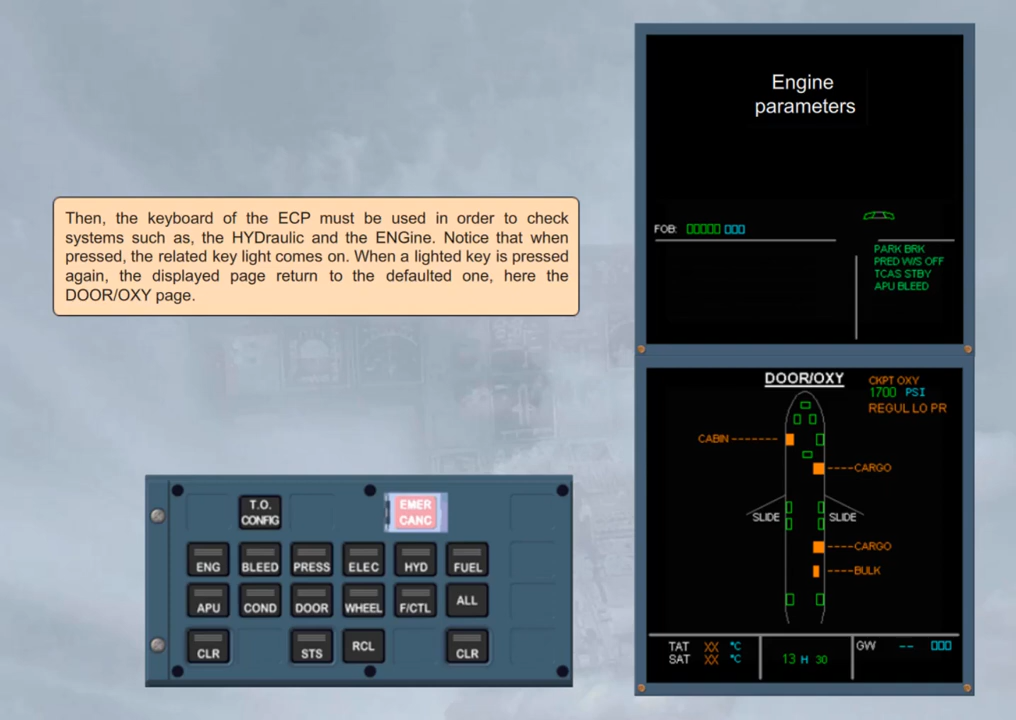 Engine
parameters
Then, the keyboard of the ECP must be used in order to check
systems such as, the HYDraulic and the ENGine. Notice that when
pressed, the related key light comes on. When a lighted key is pressed
again, the displayed page return to the defaulted one, here the
DOOR/OXY page.
FOB:
PARK BRK
PRED W/S OFF
TCAS STBY
APU BLEED
DOOR/OXY
CKPT OXY
1700 PSI
REGUL LO PR
CABIN
CARGO
SLIDE SLIDE
CARGO
BULK
TAT XX °C
SAT XX °C
13 H 30
GW --
T.O.
CONFIG
EMER
CANC
ENG BLEED PRESS ELEC HYD FUEL
APU COND DOOR WHEEL F/CTL ALL
CLR STS RCL CLR